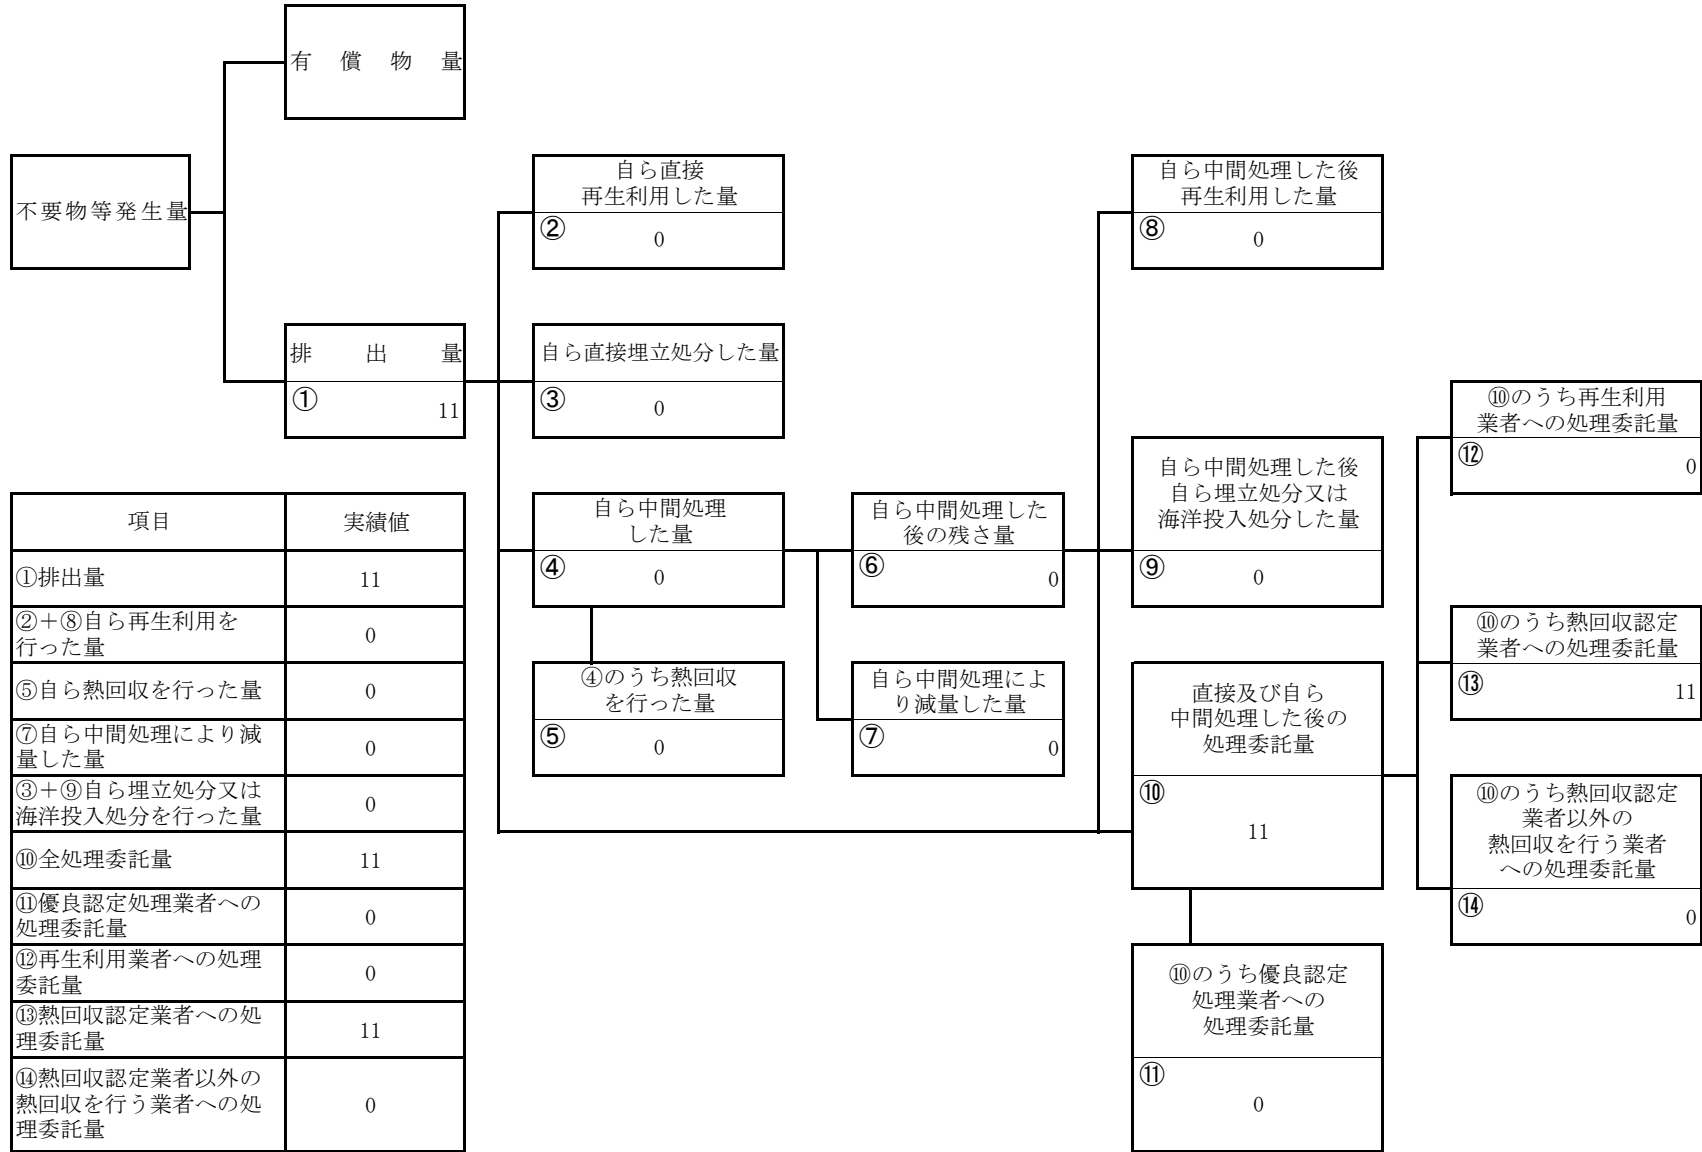 有償物量
不要物等発生量
排出量
①
11
自ら直接
再生利用した量
②
0
自ら直接埋立処分した量
③
0
自ら中間処理
した量
④
0
④のうち熱回収
を行った量
⑤
0
自ら中間処理した
後の残さ量
⑥
0
自ら中間処理によ
り減量した量
⑦
0
自ら中間処理した後
再生利用した量
⑧
0
自ら中間処理した後
自ら埋立処分又は
海洋投入処分した量
⑨
0
直接及び自ら
中間処理した後の
処理委託量
⑩
11
⑩のうち優良認定
処理業者への
処理委託量
⑪
0
⑩のうち再生利用
業者への処理委託量
⑫
0
⑩のうち熱回収認定
業者への処理委託量
⑬
11
⑩のうち熱回収認定
業者以外の
熱回収を行う業者
への処理委託量
⑭
0
項目 実績値
①排出量 11
②＋⑧自ら再生利用を
行った量 0
⑤自ら熱回収を行った量 0
⑦自ら中間処理により減
量した量 0
③＋⑨自ら埋立処分又は
海洋投入処分を行った量 0
⑩全処理委託量 11
⑪優良認定処理業者への
処理委託量 0
⑫再生利用業者への処理
委託量 0
⑬熱回収認定業者への処
理委託量 11
⑭熱回収認定業者以外の
熱回収を行う業者への処
理委託量 0